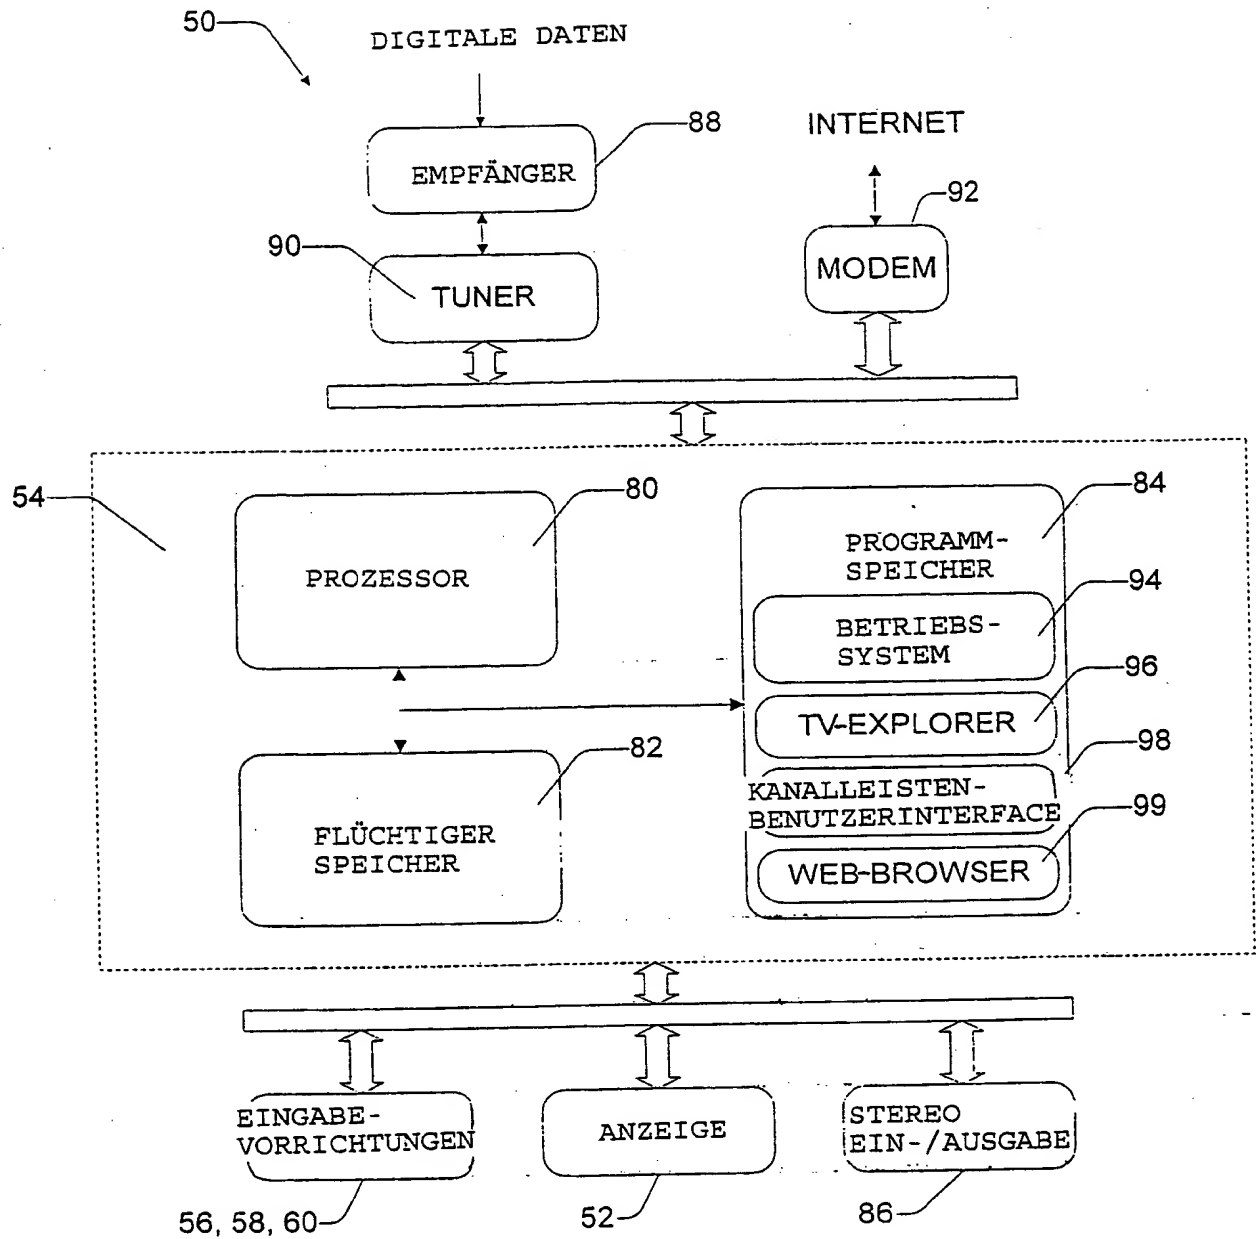 50
DIGITALE DATEN
88
INTERNET
EMPFÄNGER
92
90
TUNER
MODEM
54
80
84
PROZESSOR
PROGRAMM-
SPEICHER
94
BETRIEBS-
SYSTEM
96
TV-EXPLORER
82
98
KANALLEISTEN-
BENUTZERINTERFACE
99
FLÜCHTIGER
SPEICHER
WEB-BROWSER
EINGABE-
VORRICHTUNGEN
ANZEIGE
STEREO
EIN-/AUSGABE
56, 58, 60
52
86